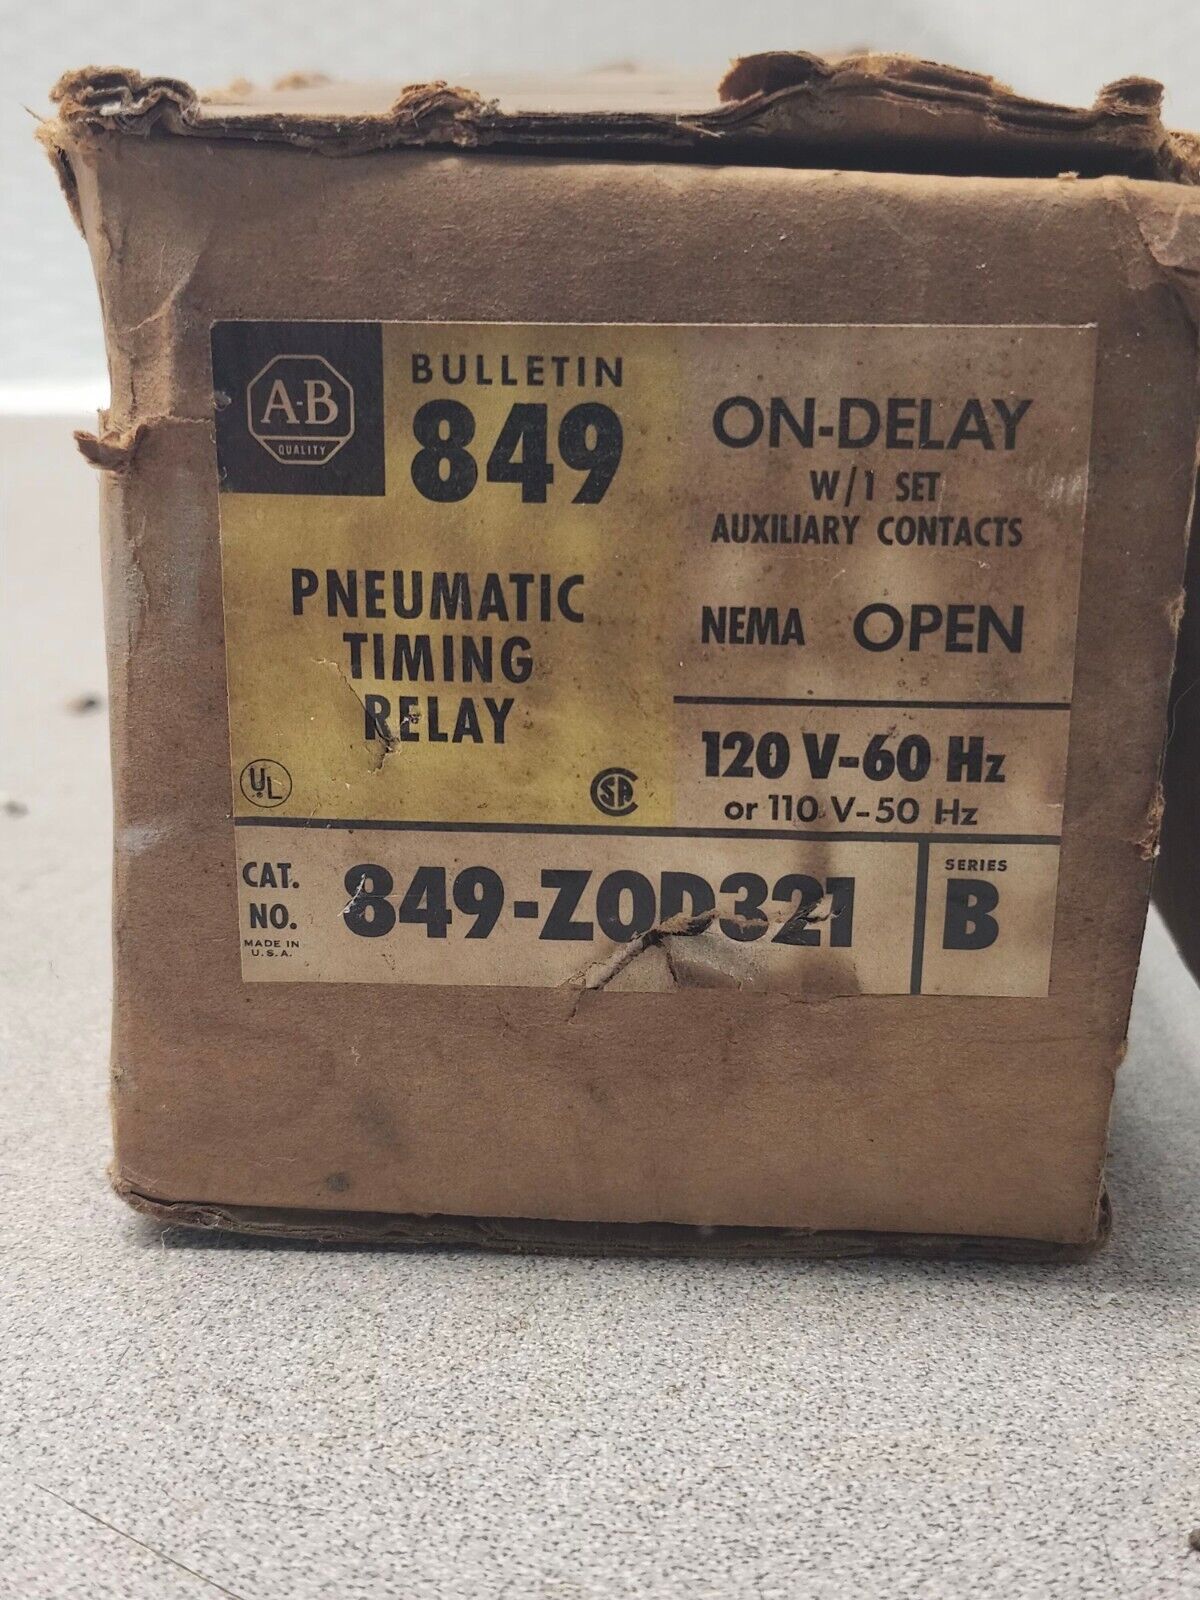 A-B
QUALITY
BULLETIN
849
PNEUMATIC
TIMING
RELAY
UL
CSA
ON-DELAY
W/1 SET
AUXILIARY CONTACTS
NEMA OPEN
120 V-60 Hz
or 110 V-50 Hz
CAT.
NO.
849-ZOD321
MADE IN
U.S.A.
SERIES
B